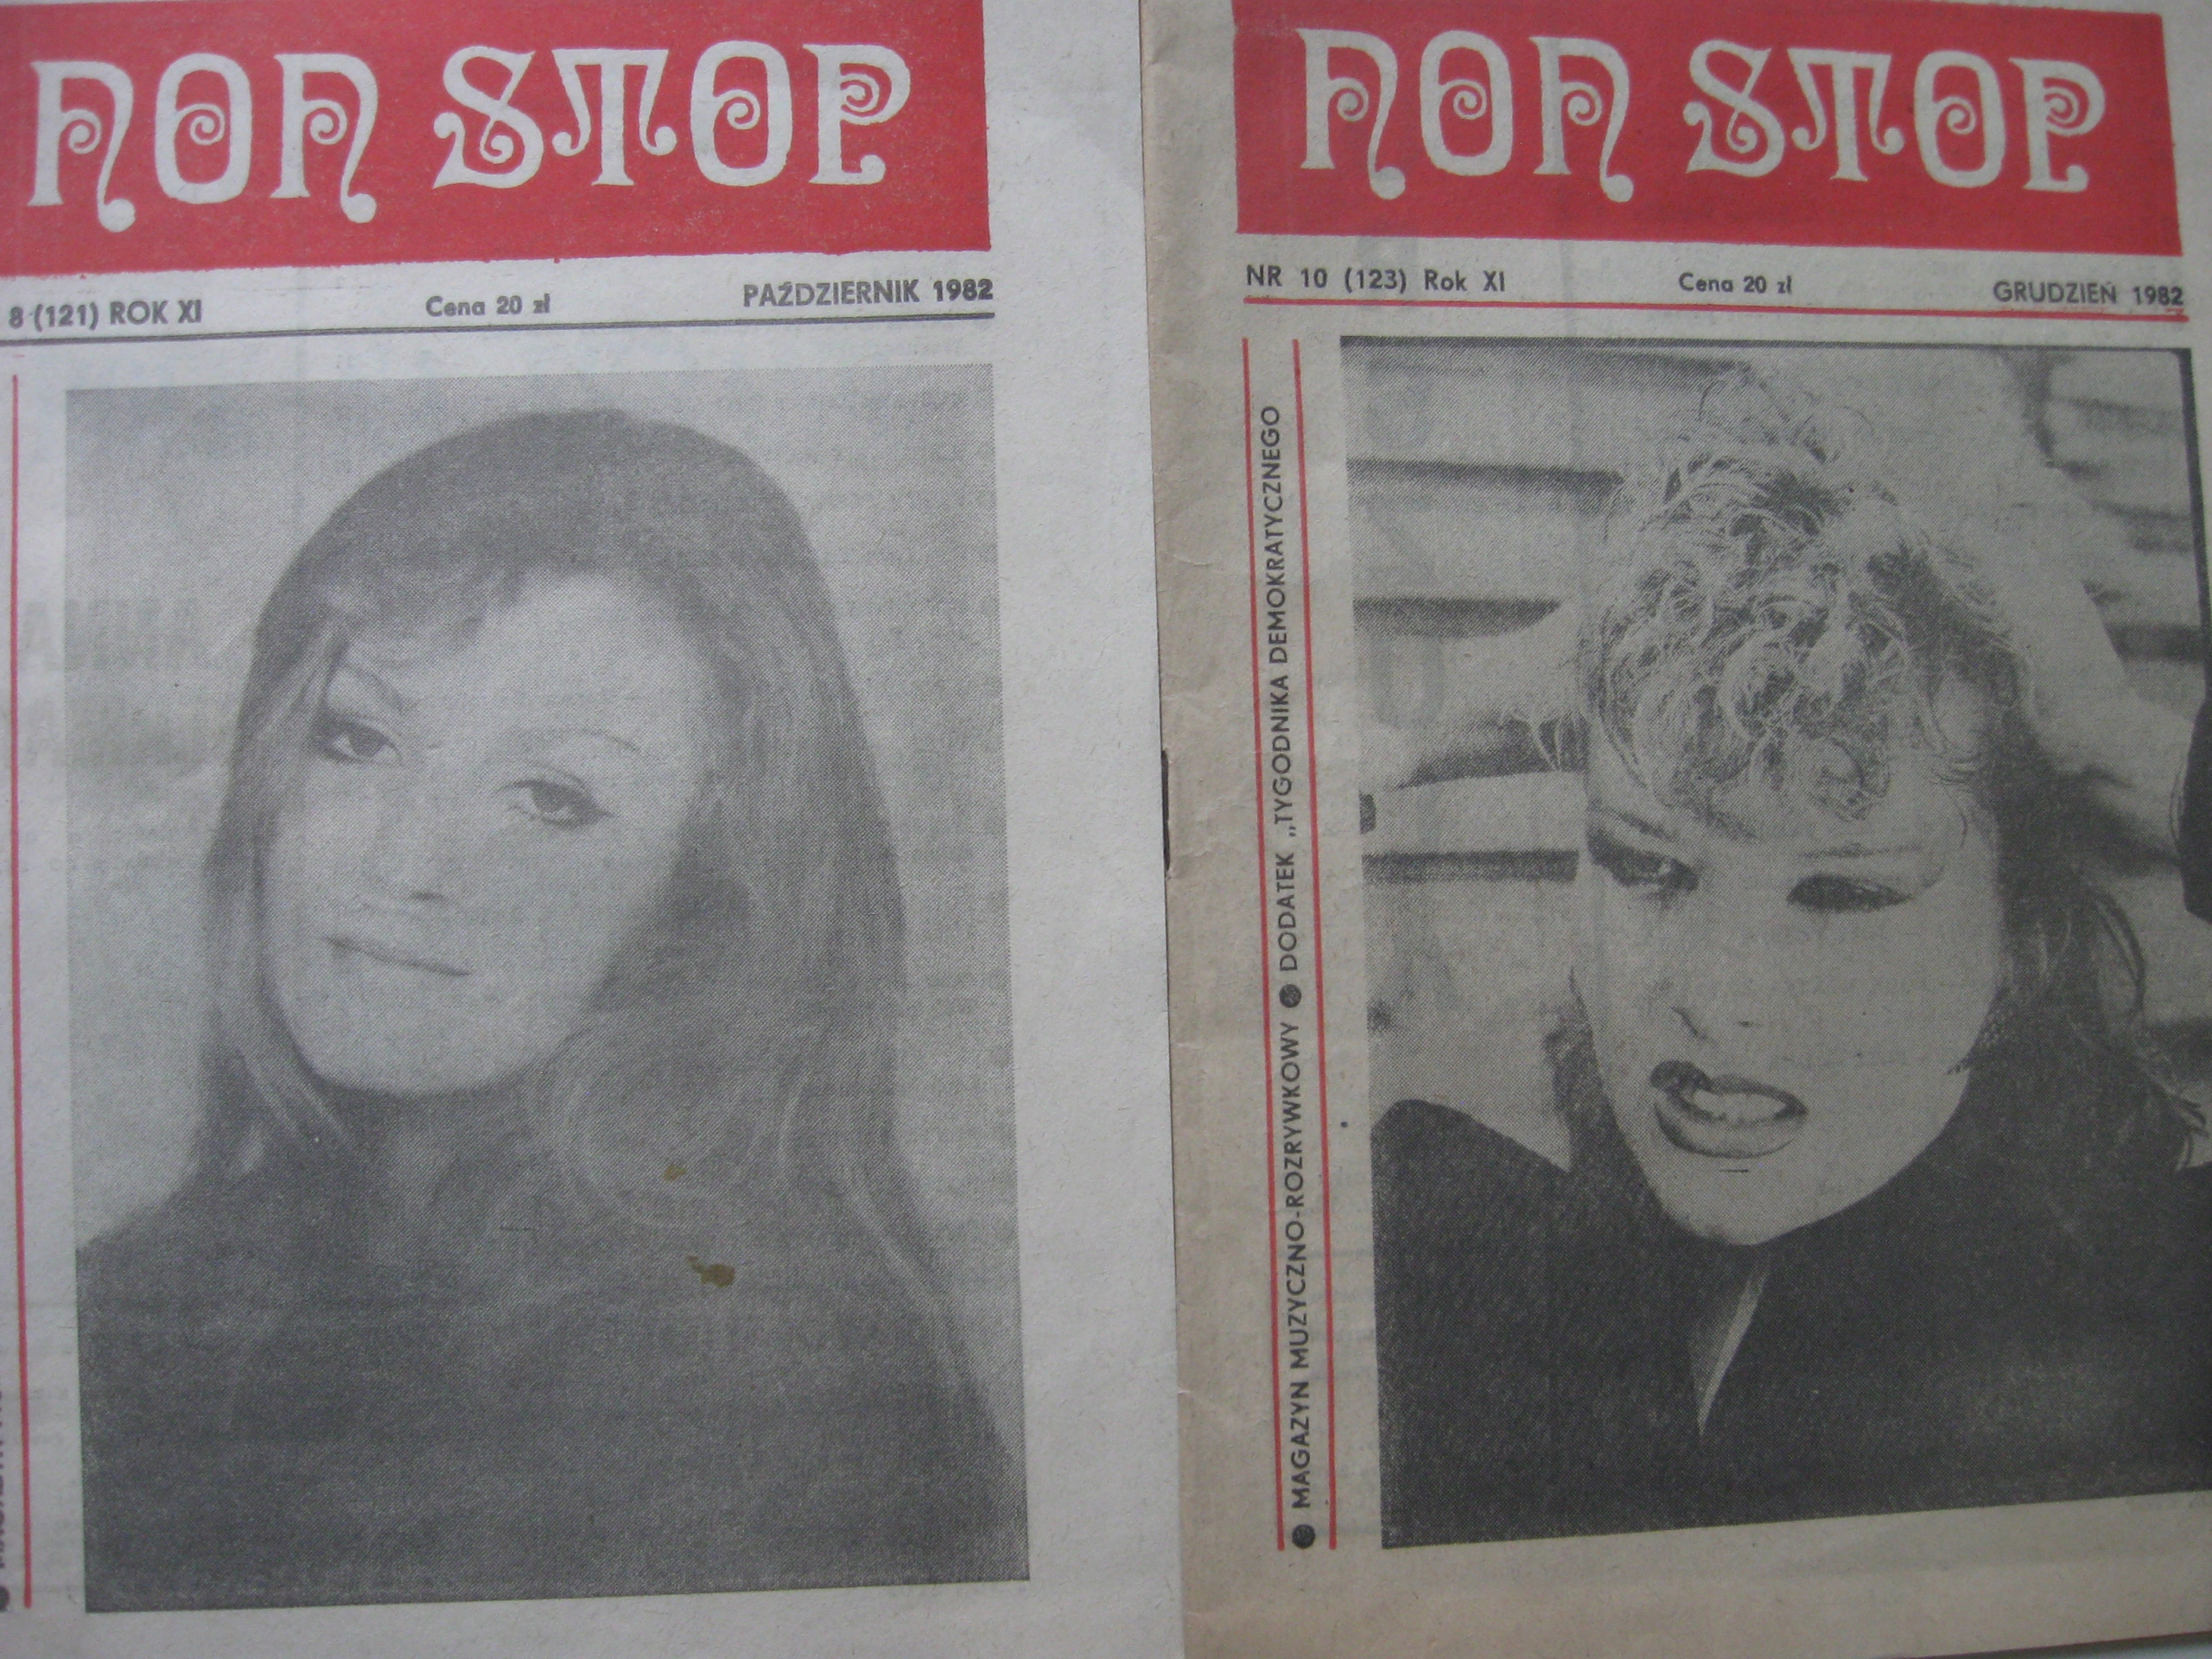 NON STOP
8 (121) ROK XI Cena 20 zł PAŹDZIERNIK 1982
NON STOP
NR 10 (123) Rok XI Cena 20 zł GRUDZIEŃ 1982
● MAGAZYN MUZYCZNO-ROZRYWKOWY ● DODATEK „TYGODNIKA DEMOKRATYCZNEGO